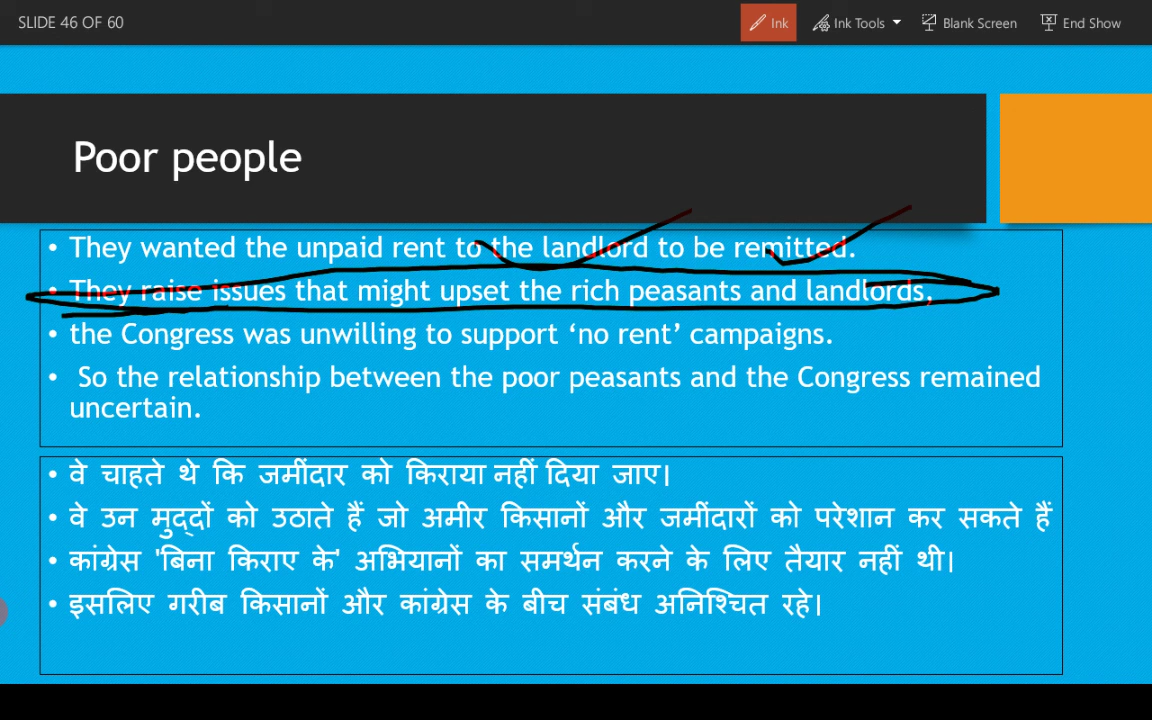 SLIDE 46 OF 60
Ink
Ink Tools
Blank Screen
End Show
Poor people
• They wanted the unpaid rent to the landlord to be remitted.
• They raise issues that might upset the rich peasants and landlords,
• the Congress was unwilling to support ‘no rent’ campaigns.
• So the relationship between the poor peasants and the Congress remained
uncertain.
• वे चाहते थे कि जमींदार को किराया नहीं दिया जाए।
• वे उन मुद्दों को उठाते हैं जो अमीर किसानों और जमींदारों को परेशान कर सकते हैं
• कांग्रेस 'बिना किराए के' अभियानों का समर्थन करने के लिए तैयार नहीं थी।
• इसलिए गरीब किसानों और कांग्रेस के बीच संबंध अनिश्चित रहे।